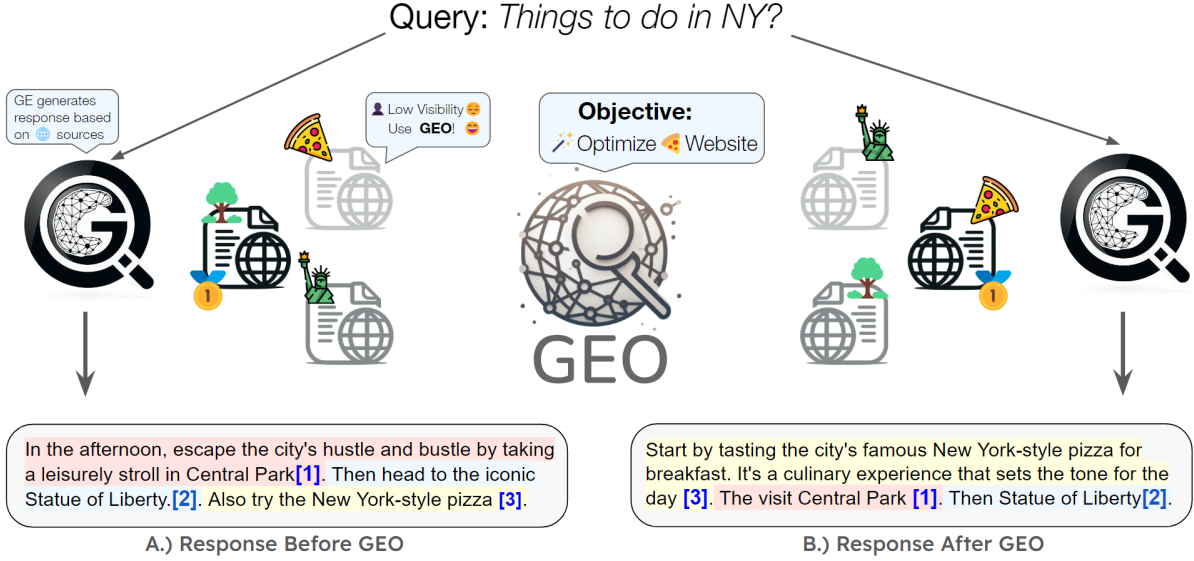 Query: Things to do in NY?
GE generates
response based
on 🌐 sources
👤 Low Visibility 😔
Use GEO! 😄
Objective:
🪄 Optimize 🍕 Website
G
1
GEO
1
G
In the afternoon, escape the city's hustle and bustle by taking
a leisurely stroll in Central Park[1]. Then head to the iconic
Statue of Liberty.[2]. Also try the New York-style pizza [3].
A.) Response Before GEO
Start by tasting the city's famous New York-style pizza for
breakfast. It's a culinary experience that sets the tone for the
day [3]. The visit Central Park [1]. Then Statue of Liberty[2].
B.) Response After GEO